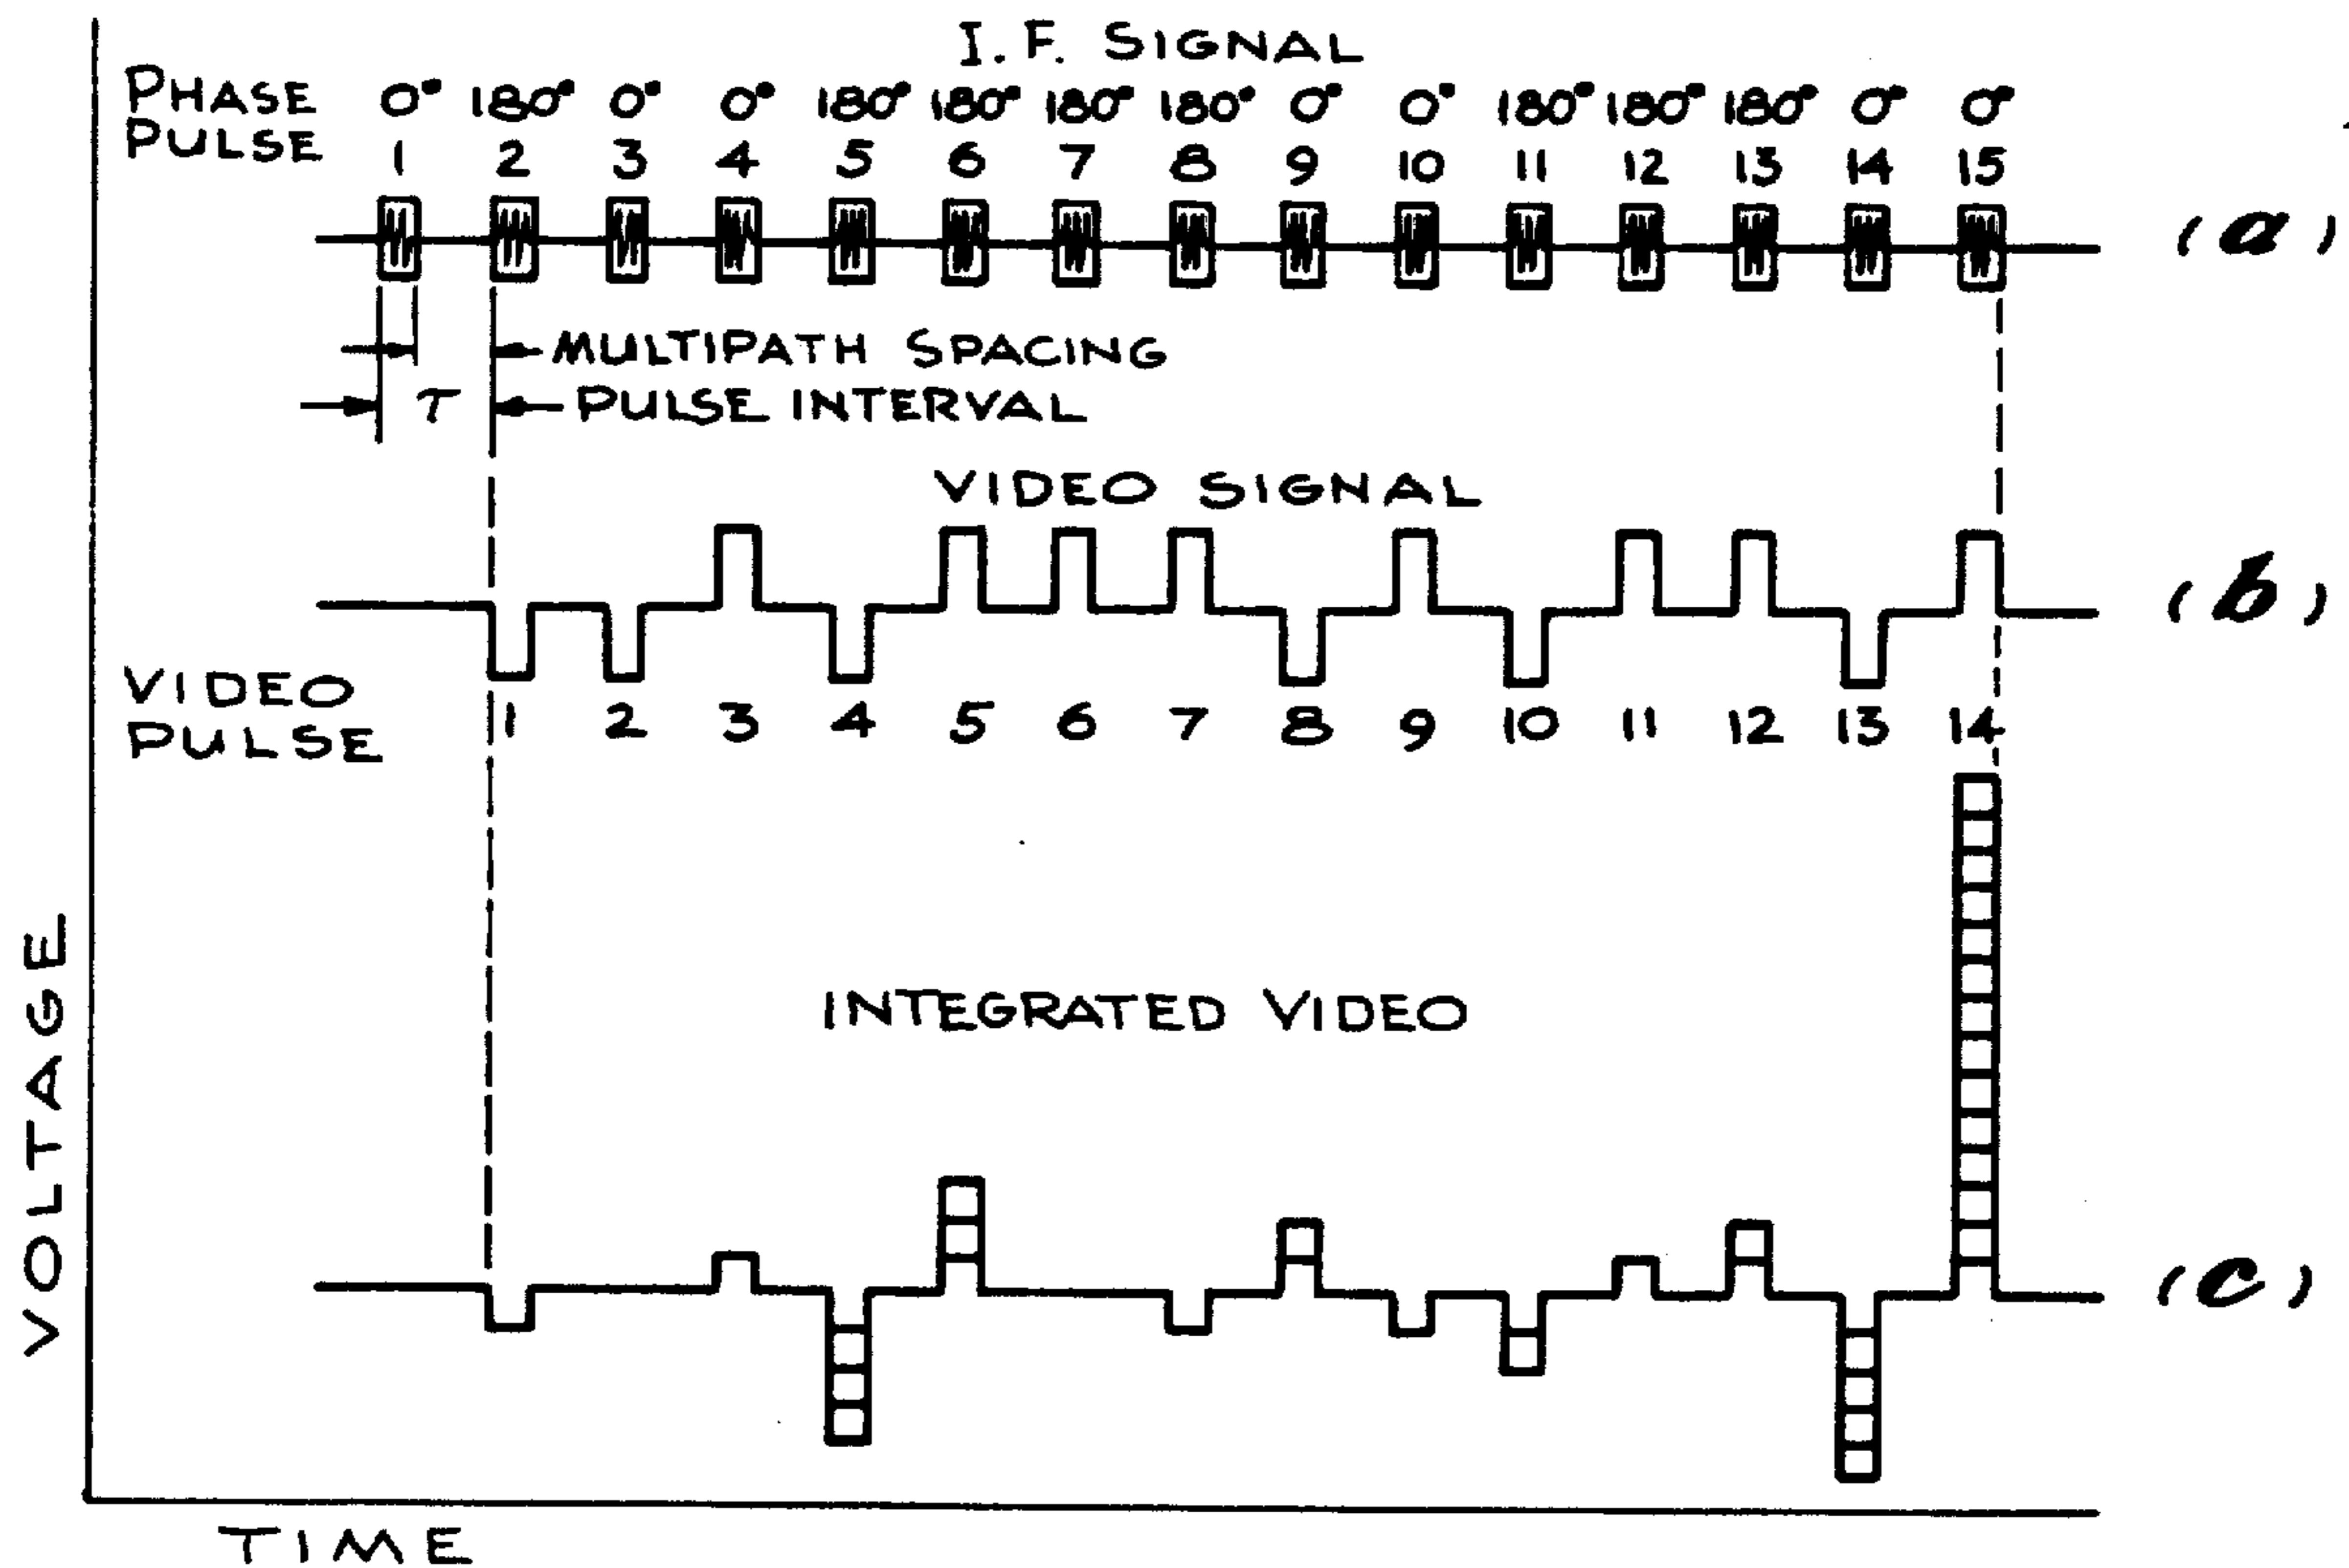 I.F. SIGNAL
PHASE 0° 180° 0° 0° 180° 180° 180° 180° 0° 0° 180° 180° 180° 0° 0°
PULSE 1 2 3 4 5 6 7 8 9 10 11 12 13 14 15
(a)
MULTIPATH SPACING
τ PULSE INTERVAL
VIDEO SIGNAL
(b)
VIDEO
PULSE 1 2 3 4 5 6 7 8 9 10 11 12 13 14
INTEGRATED VIDEO
(c)
VOLTAGE
TIME